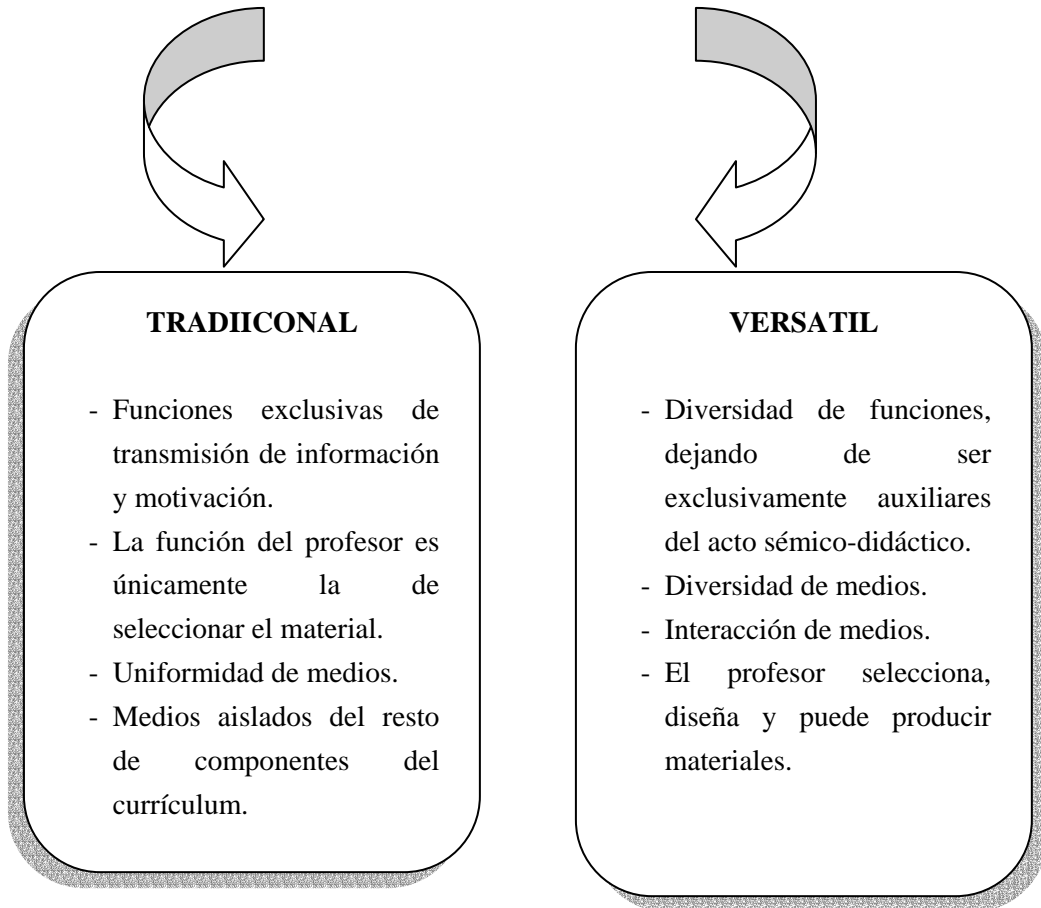 TRADIICONAL
- Funciones exclusivas de
transmisión de información
y motivación.
- La función del profesor es
únicamente la de
seleccionar el material.
- Uniformidad de medios.
- Medios aislados del resto
de componentes del
currículum.
VERSATIL
- Diversidad de funciones,
dejando de ser
exclusivamente auxiliares
del acto sémico-didáctico.
- Diversidad de medios.
- Interacción de medios.
- El profesor selecciona,
diseña y puede producir
materiales.